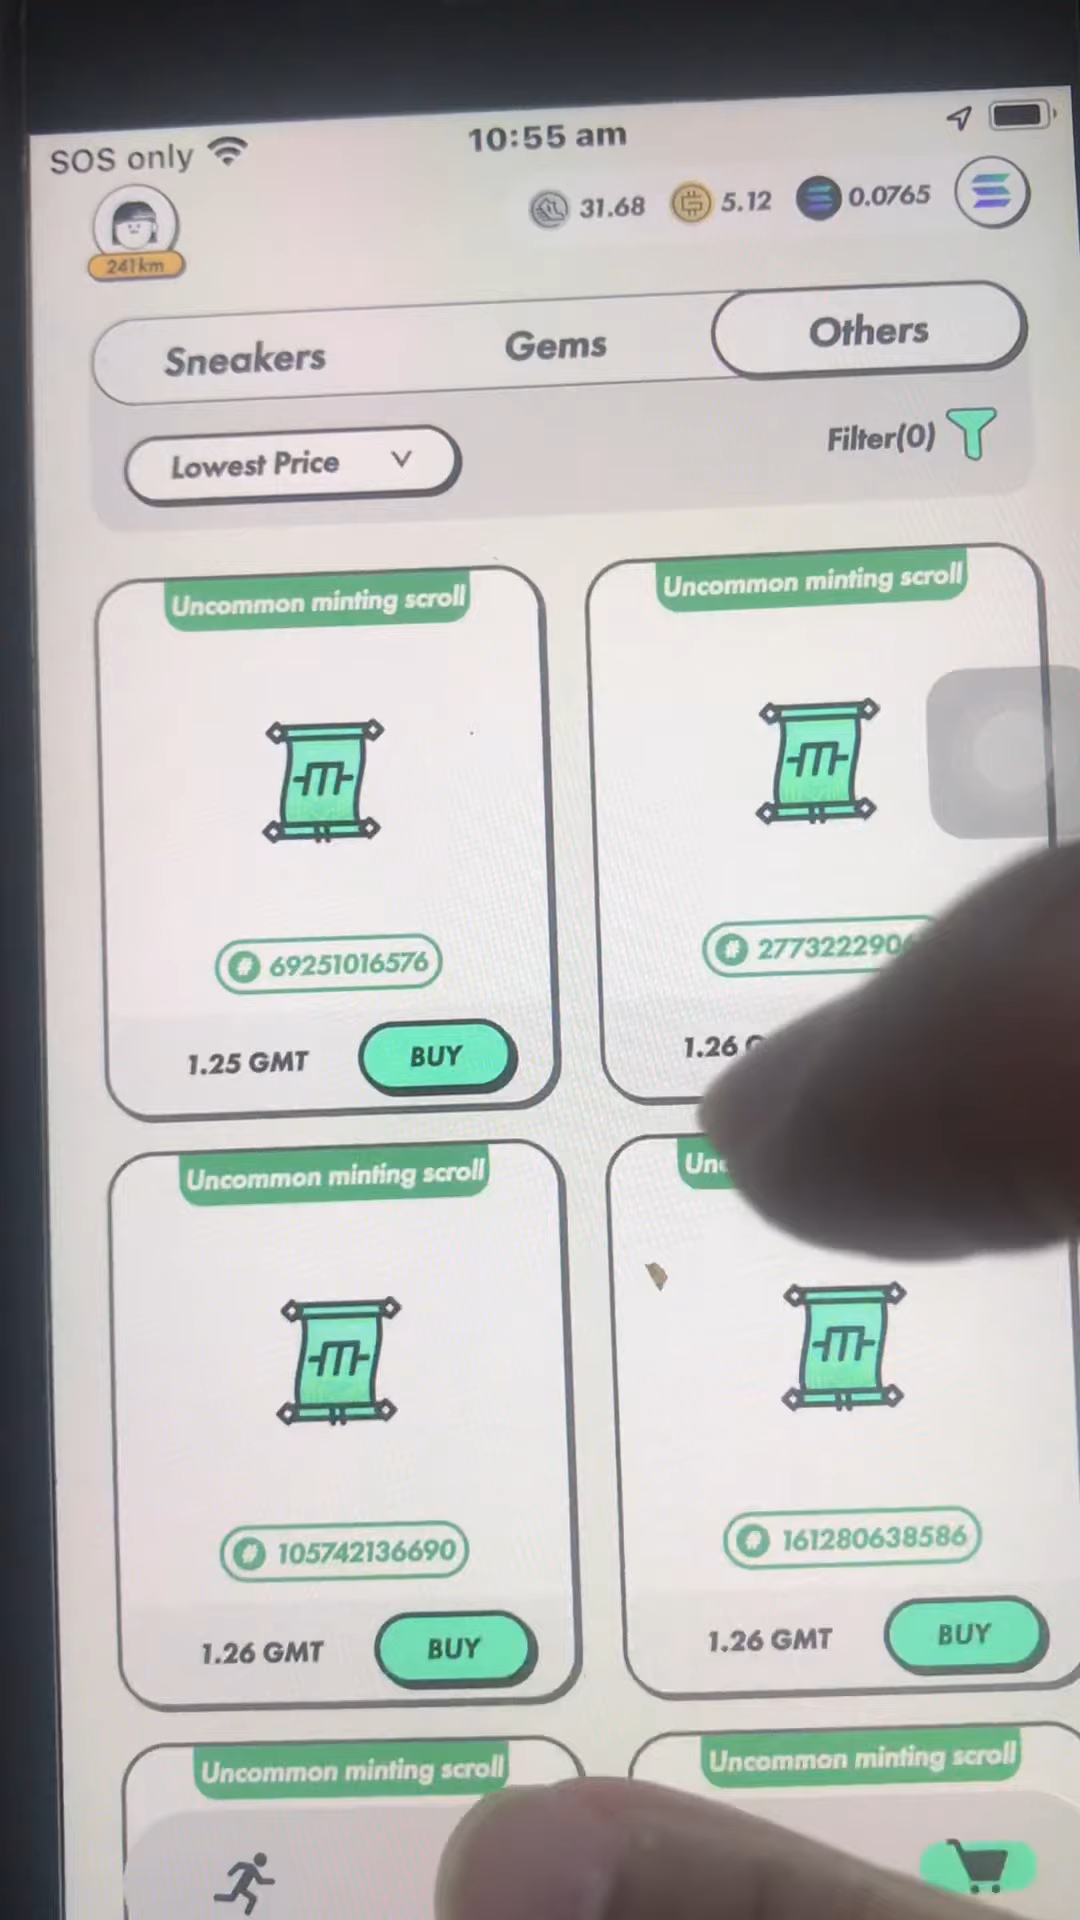 SOS only
10:55 am
31.68
5.12
0.0765
241km
Sneakers
Gems
Others
Lowest Price
Filter(0)
Uncommon minting scroll
Uncommon minting scroll
# 69251016576
1.25 GMT
BUY
1.26
Uncommon minting scroll
# 105742136690
# 161280638586
1.26 GMT
BUY
1.26 GMT
BUY
Uncommon minting scroll
Uncommon minting scroll